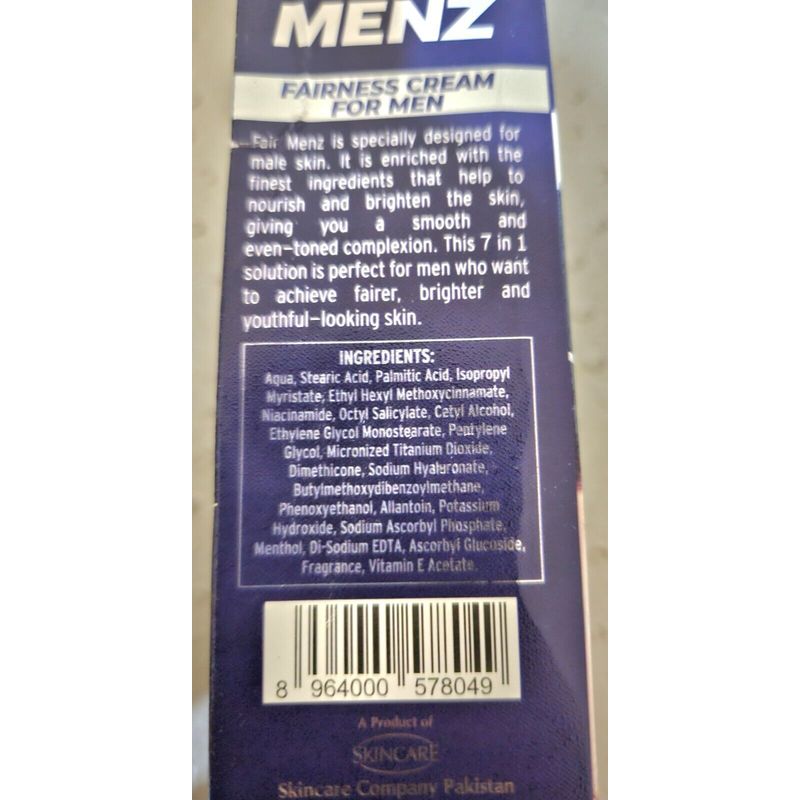 MENZ
FAIRNESS CREAM
FOR MEN
Fair Menz is specially designed for
male skin. It is enriched with the
finest ingredients that help to
nourish and brighten the skin,
giving you a smooth and
even-toned complexion. This 7 in 1
solution is perfect for men who want
to achieve fairer, brighter and
youthful-looking skin.
INGREDIENTS:
Aqua, Stearic Acid, Palmitic Acid, Isopropyl
Myristate, Ethyl Hexyl Methoxycinnamate,
Niacinamide, Octyl Salicylate, Cetyl Alcohol,
Ethylene Glycol Monostearate, Pentylene
Glycol, Micronized Titanium Dioxide,
Dimethicone, Sodium Hyaluronate,
Butylmethoxydibenzoylmethane,
Phenoxyethanol, Allantoin, Potassium
Hydroxide, Sodium Ascorbyl Phosphate,
Menthol, Di-Sodium EDTA, Ascorbyl Glucoside,
Fragrance, Vitamin E Acetate.
8 964000 578049
A Product of
SKINCARE
Skincare Company Pakistan